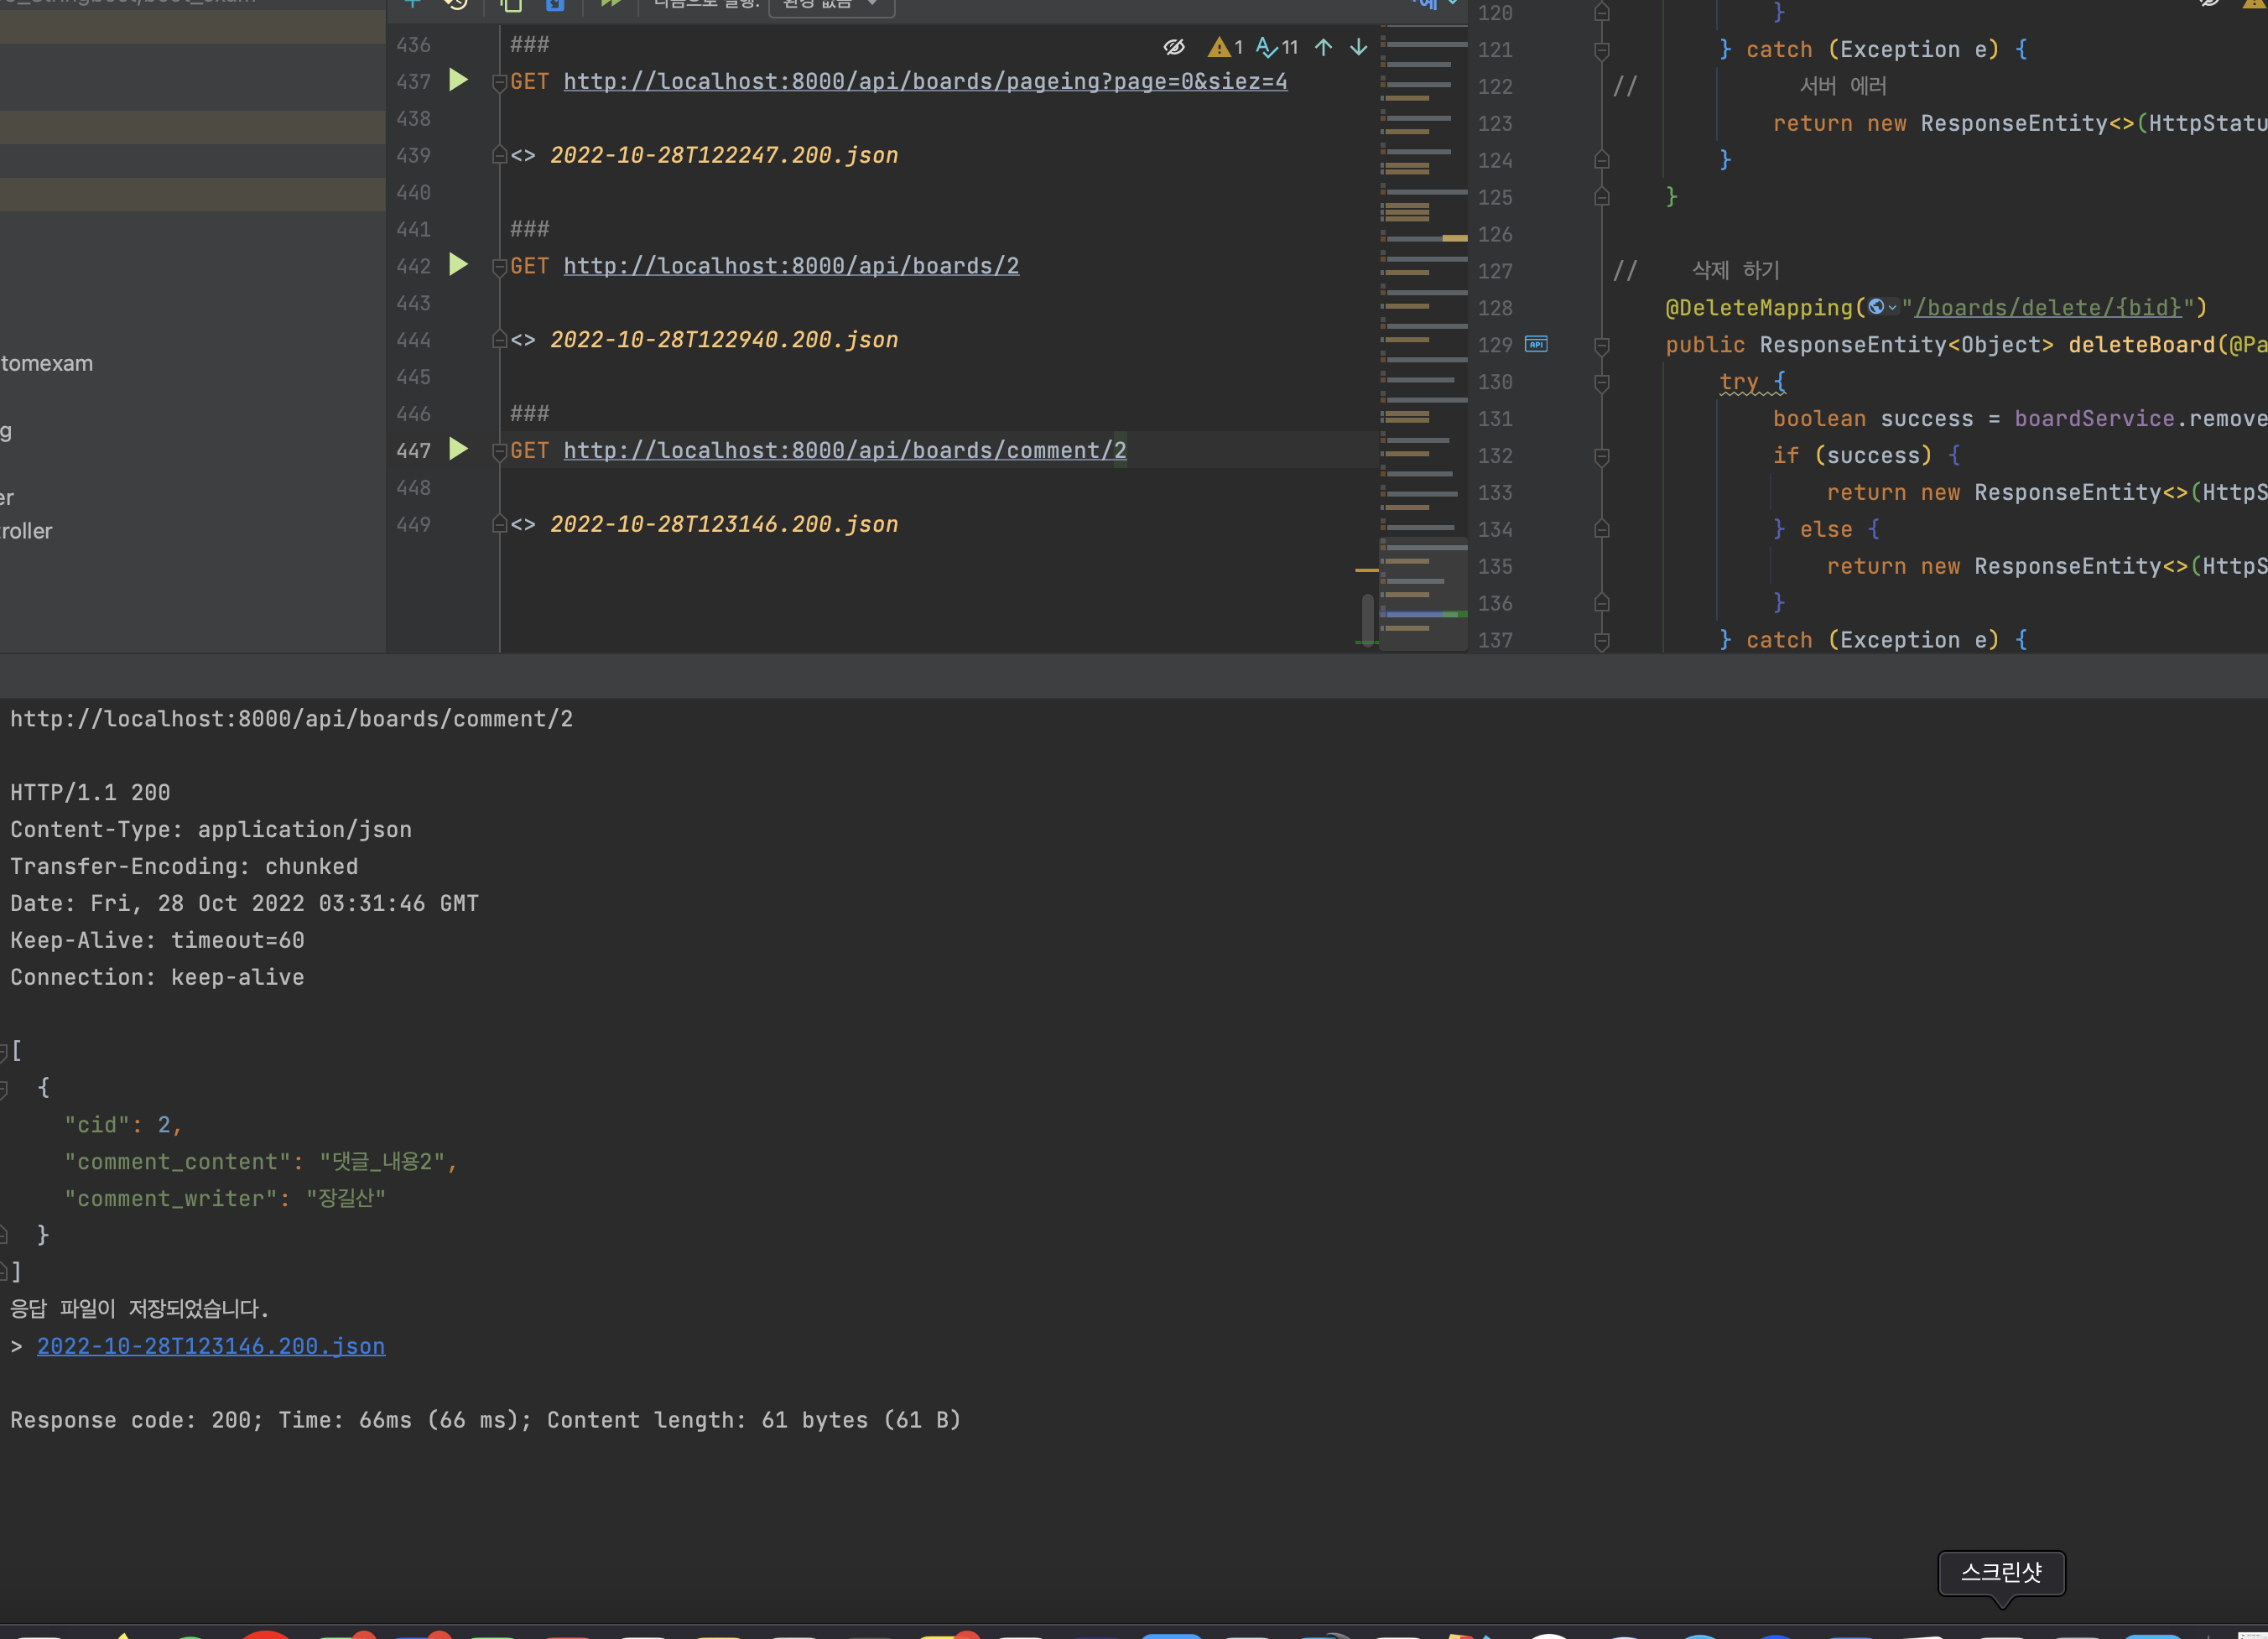 다음으로 실행: 환경 없음
tomexam
g
er
roller
1 11
436 ###
437 GET http://localhost:8000/api/boards/pageing?page=0&siez=4
438
439 <> 2022-10-28T122247.200.json
440
441 ###
442 GET http://localhost:8000/api/boards/2
443
444 <> 2022-10-28T122940.200.json
445
446 ###
447 GET http://localhost:8000/api/boards/comment/2
448
449 <> 2022-10-28T123146.200.json
120 }
121 } catch (Exception e) {
122 // 서버 에러
123 return new ResponseEntity<>(HttpStatu
124 }
125 }
126
127 // 삭제 하기
128 @DeleteMapping("/boards/delete/{bid}")
129 API public ResponseEntity<Object> deleteBoard(@Pa
130 try {
131 boolean success = boardService.remove
132 if (success) {
133 return new ResponseEntity<>(HttpS
134 } else {
135 return new ResponseEntity<>(HttpS
136 }
137 } catch (Exception e) {
http://localhost:8000/api/boards/comment/2
HTTP/1.1 200
Content-Type: application/json
Transfer-Encoding: chunked
Date: Fri, 28 Oct 2022 03:31:46 GMT
Keep-Alive: timeout=60
Connection: keep-alive
[
{
"cid": 2,
"comment_content": "댓글_내용2",
"comment_writer": "장길산"
}
]
응답 파일이 저장되었습니다.
> 2022-10-28T123146.200.json
Response code: 200; Time: 66ms (66 ms); Content length: 61 bytes (61 B)
스크린샷